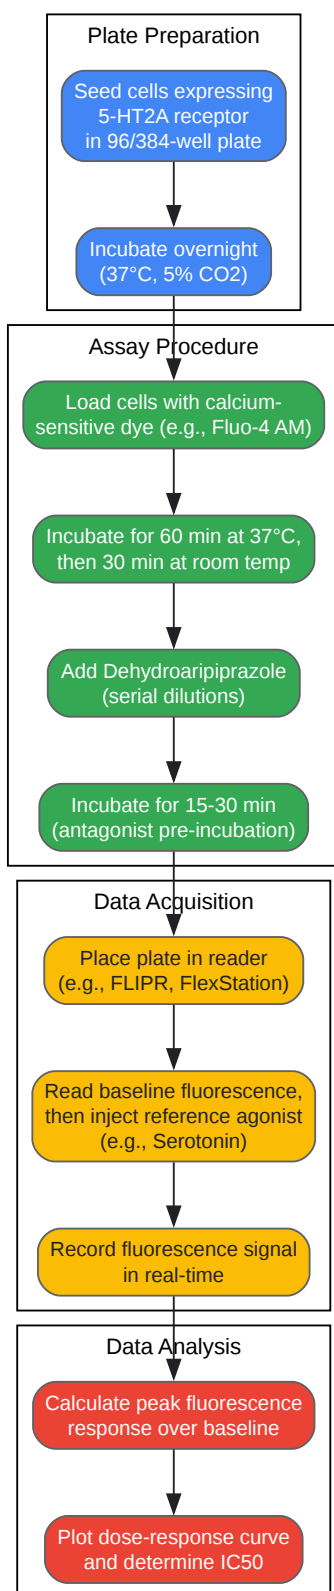 Plate Preparation
Seed cells expressing
5-HT2A receptor
in 96/384-well plate
Incubate overnight
(37°C, 5% CO2)
Assay Procedure
Load cells with calcium-
sensitive dye (e.g., Fluo-4 AM)
Incubate for 60 min at 37°C,
then 30 min at room temp
Add Dehydroaripiprazole
(serial dilutions)
Incubate for 15-30 min
(antagonist pre-incubation)
Data Acquisition
Place plate in reader
(e.g., FLIPR, FlexStation)
Read baseline fluorescence,
then inject reference agonist
(e.g., Serotonin)
Record fluorescence signal
in real-time
Data Analysis
Calculate peak fluorescence
response over baseline
Plot dose-response curve
and determine IC50